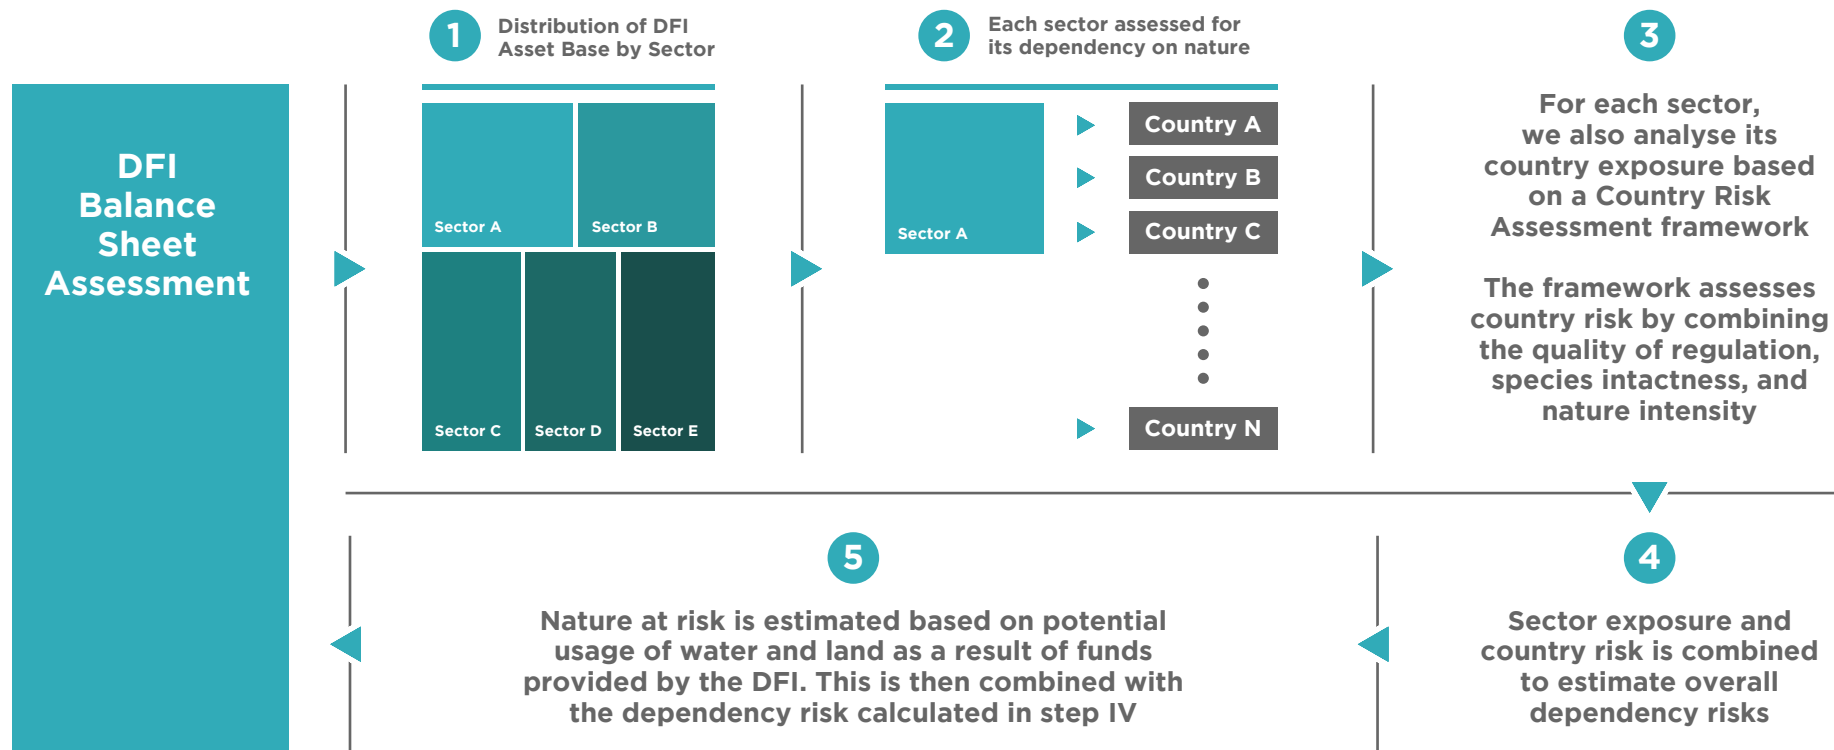 DFI
Balance
Sheet
Assessment
1
Distribution of DFI
Asset Base by Sector
Sector A
Sector B
Sector C
Sector D
Sector E
2
Each sector assessed for
its dependency on nature
Sector A
Country A
Country B
Country C
Country N
3
For each sector,
we also analyse its
country exposure based
on a Country Risk
Assessment framework
The framework assesses
country risk by combining
the quality of regulation,
species intactness, and
nature intensity
4
Sector exposure and
country risk is combined
to estimate overall
dependency risks
5
Nature at risk is estimated based on potential
usage of water and land as a result of funds
provided by the DFI. This is then combined with
the dependency risk calculated in step IV